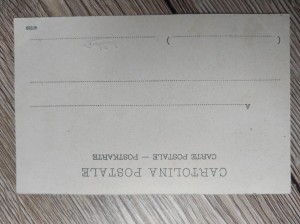 CARTOLINA POSTALE
CARTE POSTALE — POSTKARTE
A
(          )